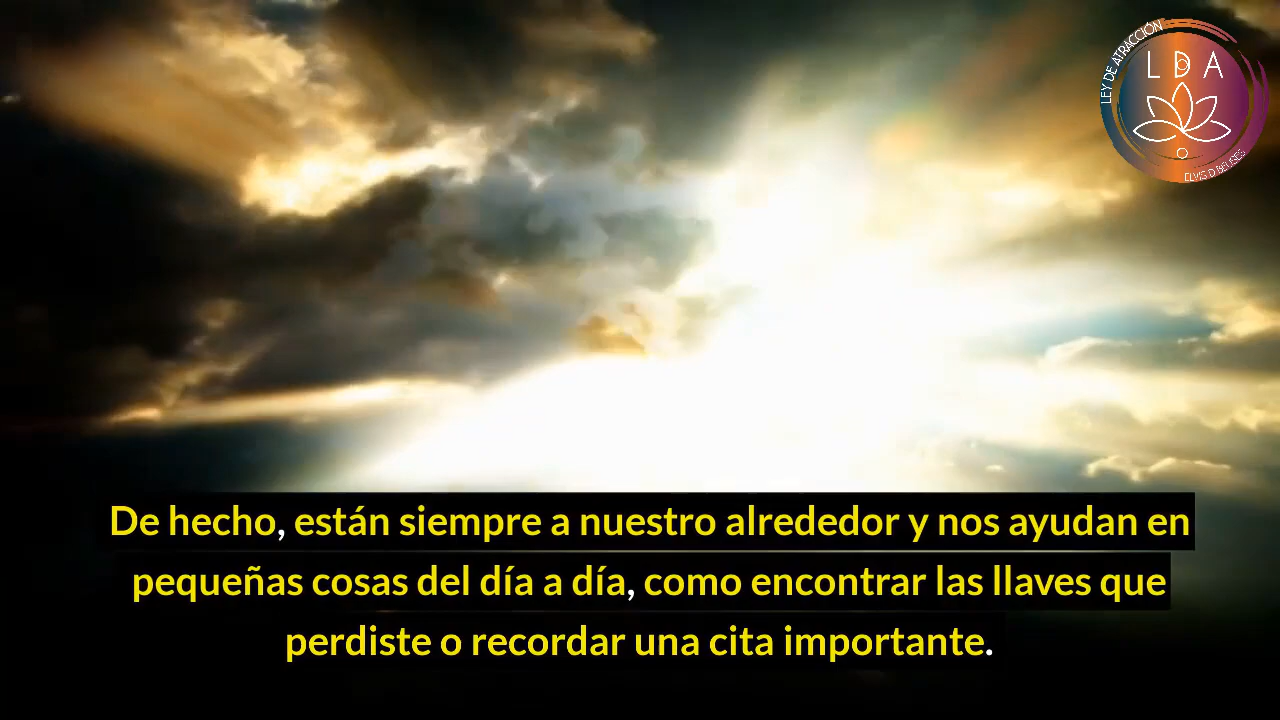 LEY DE ATRACCIÓN
LDA
De hecho, están siempre a nuestro alrededor y nos ayudan en
pequeñas cosas del día a día, como encontrar las llaves que
perdiste o recordar una cita importante.